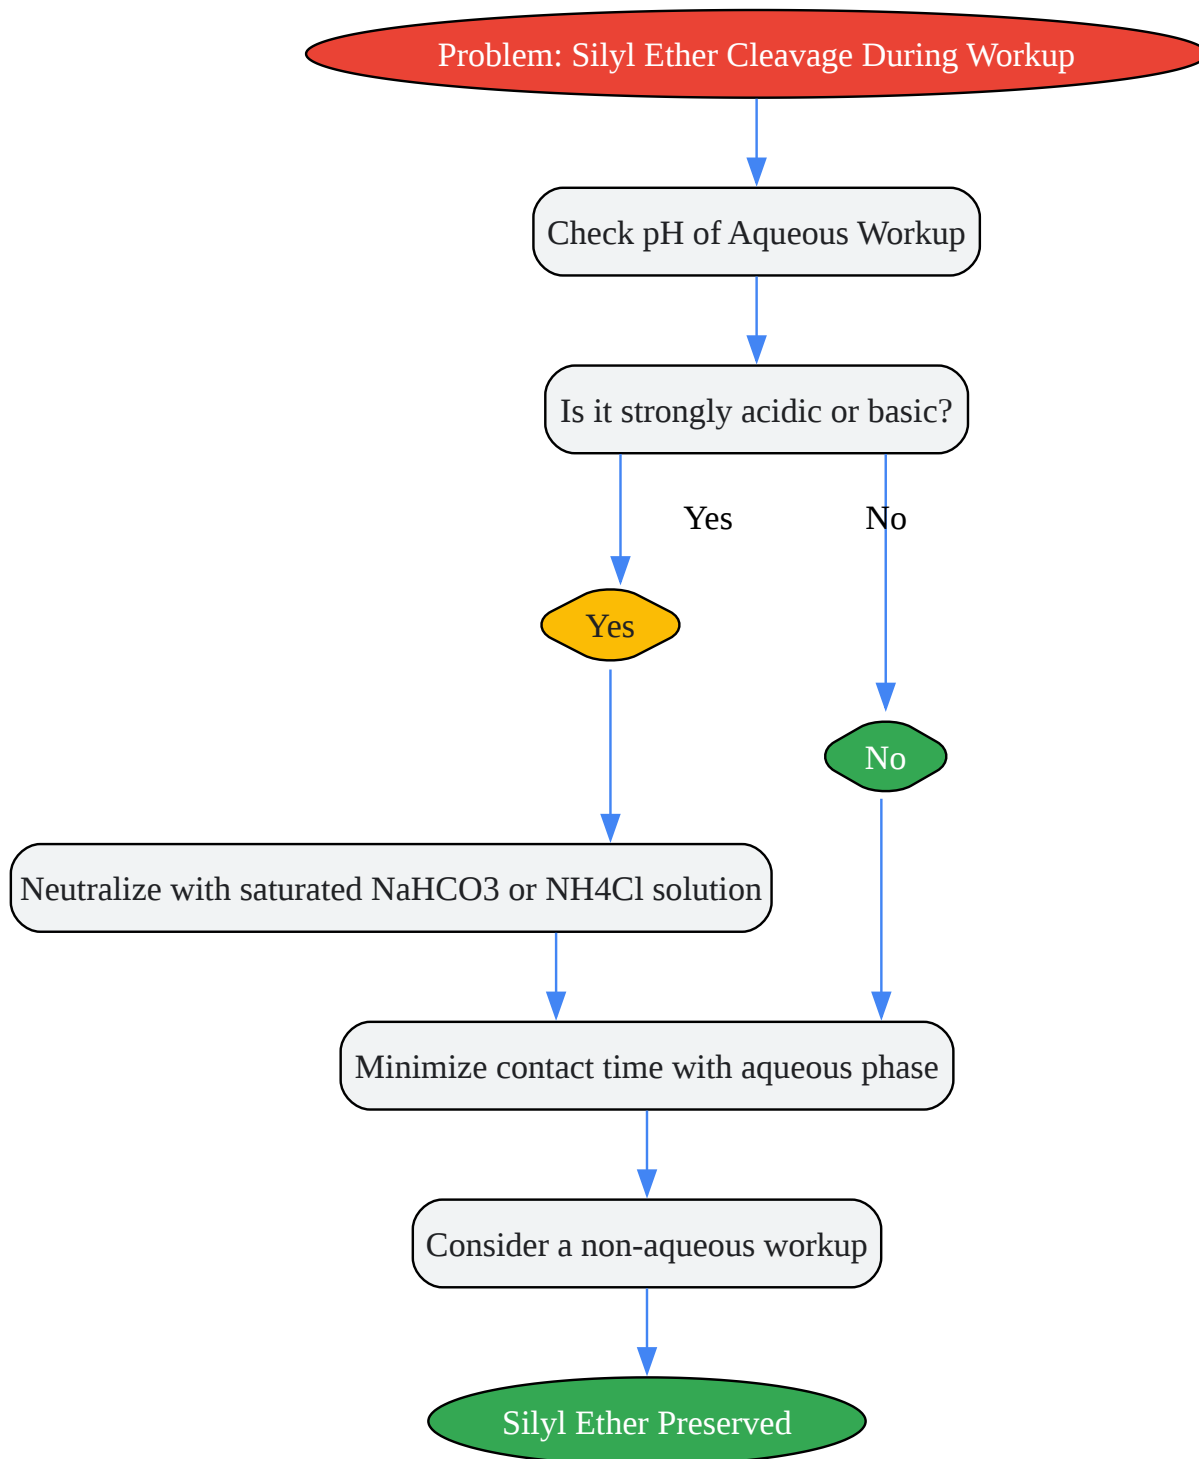 Problem: Silyl Ether Cleavage During Workup
Check pH of Aqueous Workup
Is it strongly acidic or basic?
Yes
No
Yes
No
Neutralize with saturated NaHCO3 or NH4Cl solution
Minimize contact time with aqueous phase
Consider a non-aqueous workup
Silyl Ether Preserved